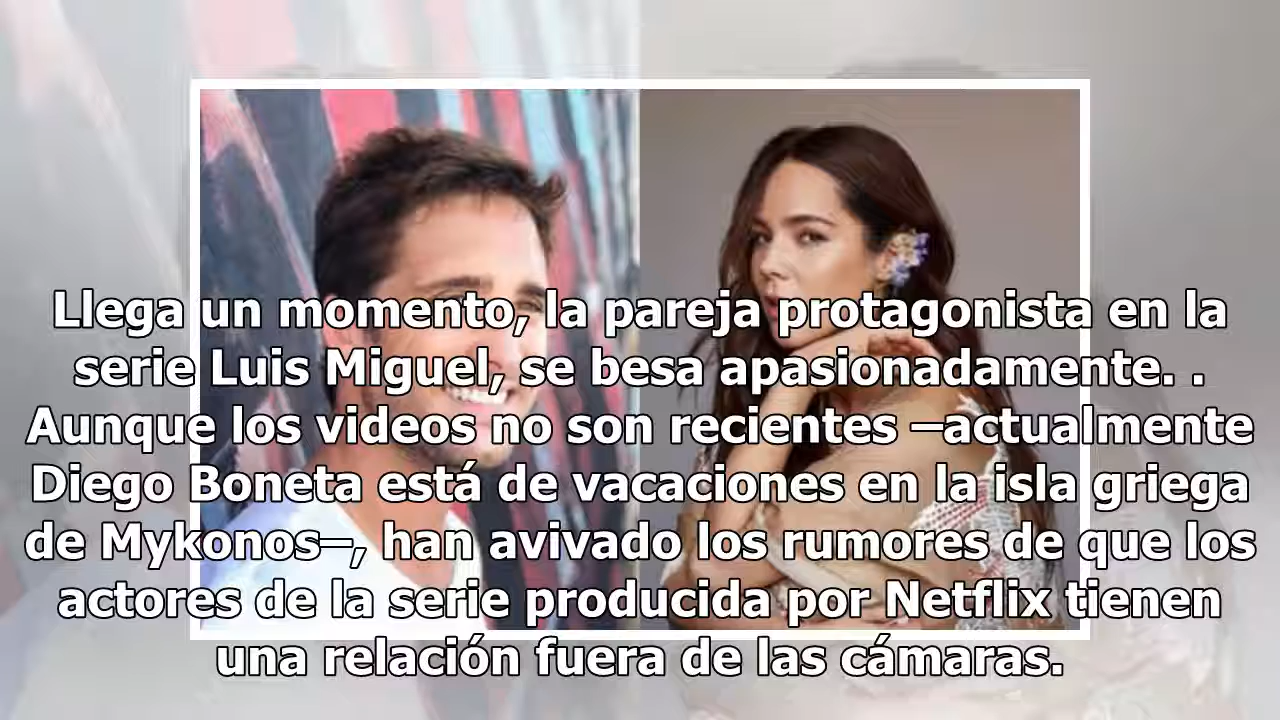 Llega un momento, la pareja protagonista en la
serie Luis Miguel, se besa apasionadamente. .
Aunque los videos no son recientes –actualmente
Diego Boneta está de vacaciones en la isla griega
de Mykonos–, han avivado los rumores de que los
actores de la serie producida por Netflix tienen
una relación fuera de las cámaras.